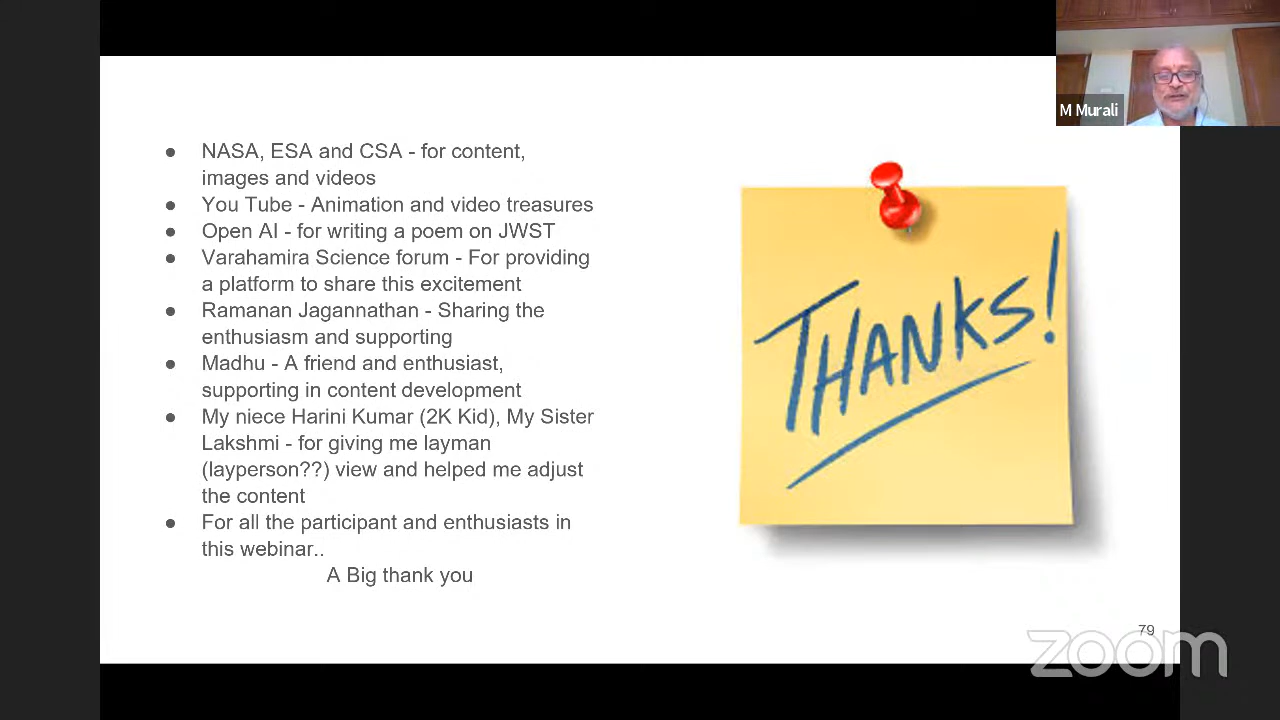 M Murali
● NASA, ESA and CSA - for content,
images and videos
● You Tube - Animation and video treasures
● Open AI - for writing a poem on JWST
● Varahamira Science forum - For providing
a platform to share this excitement
● Ramanan Jagannathan - Sharing the
enthusiasm and supporting
● Madhu - A friend and enthusiast,
supporting in content development
● My niece Harini Kumar (2K Kid), My Sister
Lakshmi - for giving me layman
(layperson??) view and helped me adjust
the content
● For all the participant and enthusiasts in
this webinar..
A Big thank you
THANKS!
79
zoom